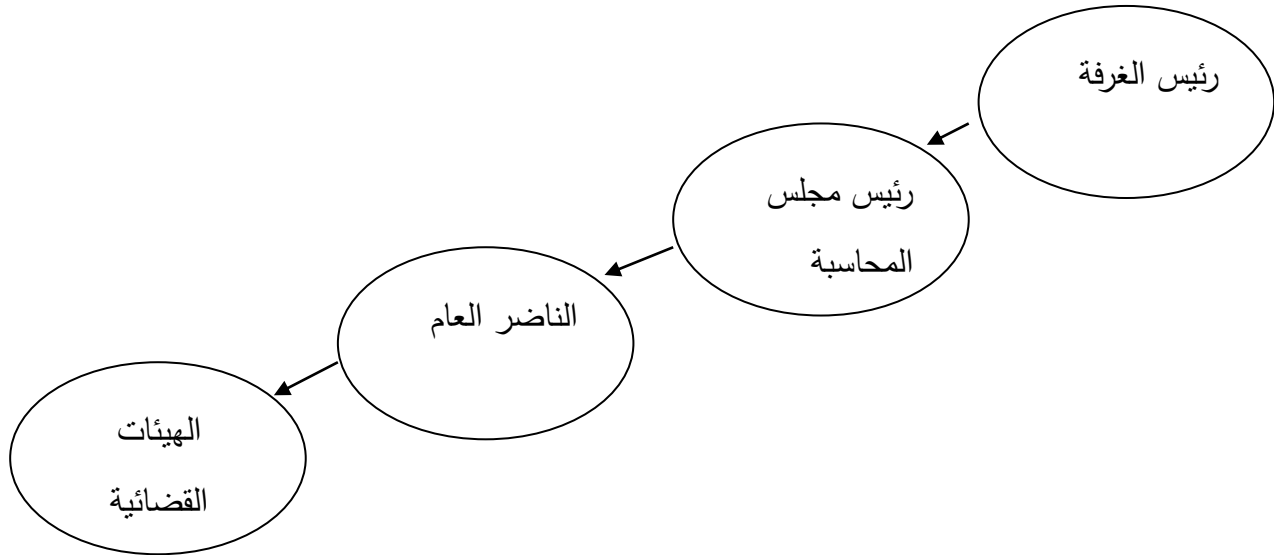 رئيس الغرفة
رئيس مجلس
المحاسبة
الناضر العام
الهيئات
القضائية